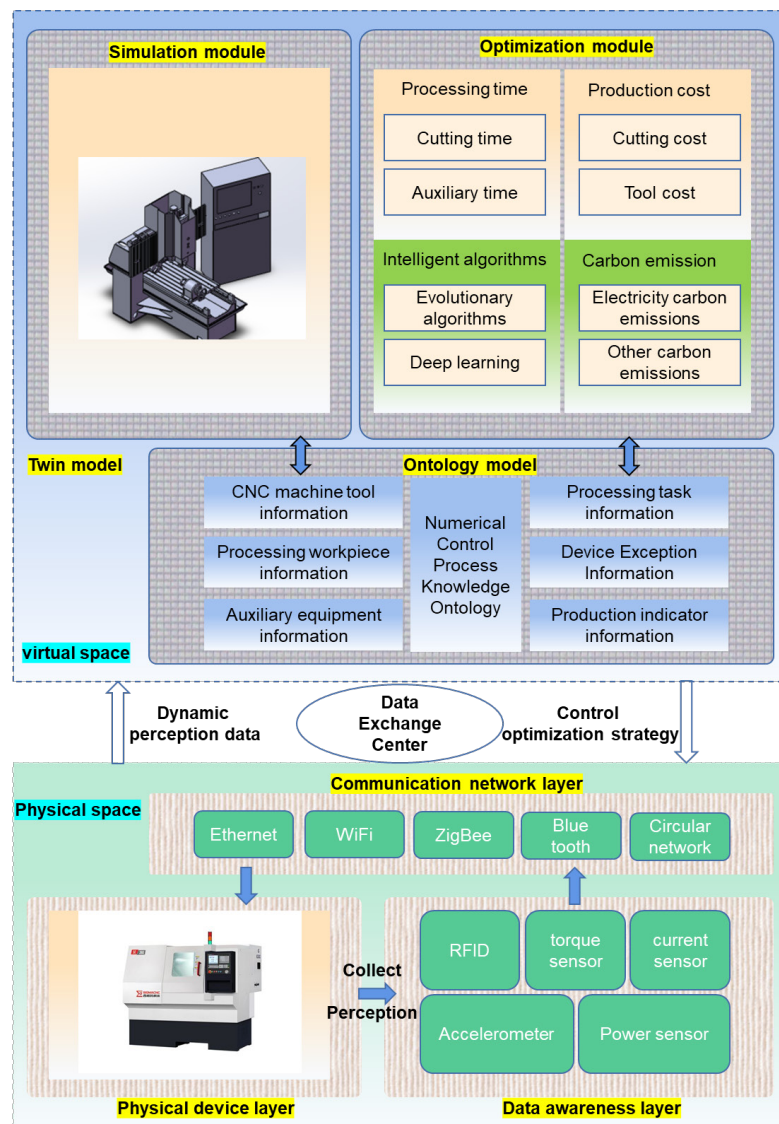 Simulation module
Optimization module
Processing time
Cutting time
Auxiliary time
Production cost
Cutting cost
Tool cost
Intelligent algorithms
Evolutionary
algorithms
Deep learning
Carbon emission
Electricity carbon
emissions
Other carbon
emissions
Twin model
Ontology model
CNC machine tool
information
Processing workpiece
information
Auxiliary equipment
information
Numerical
Control
Process
Knowledge
Ontology
Processing task
information
Device Exception
Information
Production indicator
information
virtual space
Dynamic
perception data
Data
Exchange
Center
Control
optimization strategy
Physical space
Communication network layer
Ethernet
WiFi
ZigBee
Blue
tooth
Circular
network
Collect
Perception
RFID
torque
sensor
current
sensor
Accelerometer
Power sensor
Physical device layer
Data awareness layer